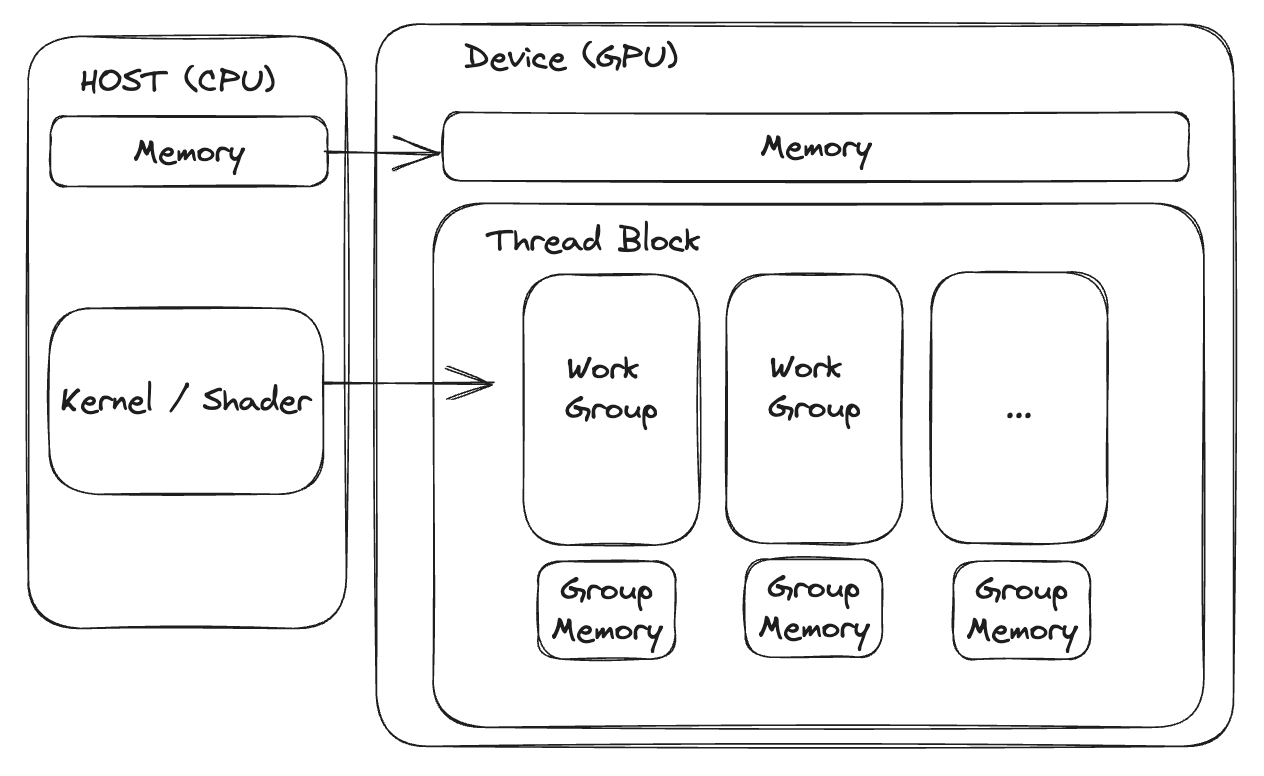 HOST (CPU)
Memory
Kernel / Shader
Device (GPU)
Memory
Thread Block
Work
Group
Work
Group
...
Group
Memory
Group
Memory
Group
Memory